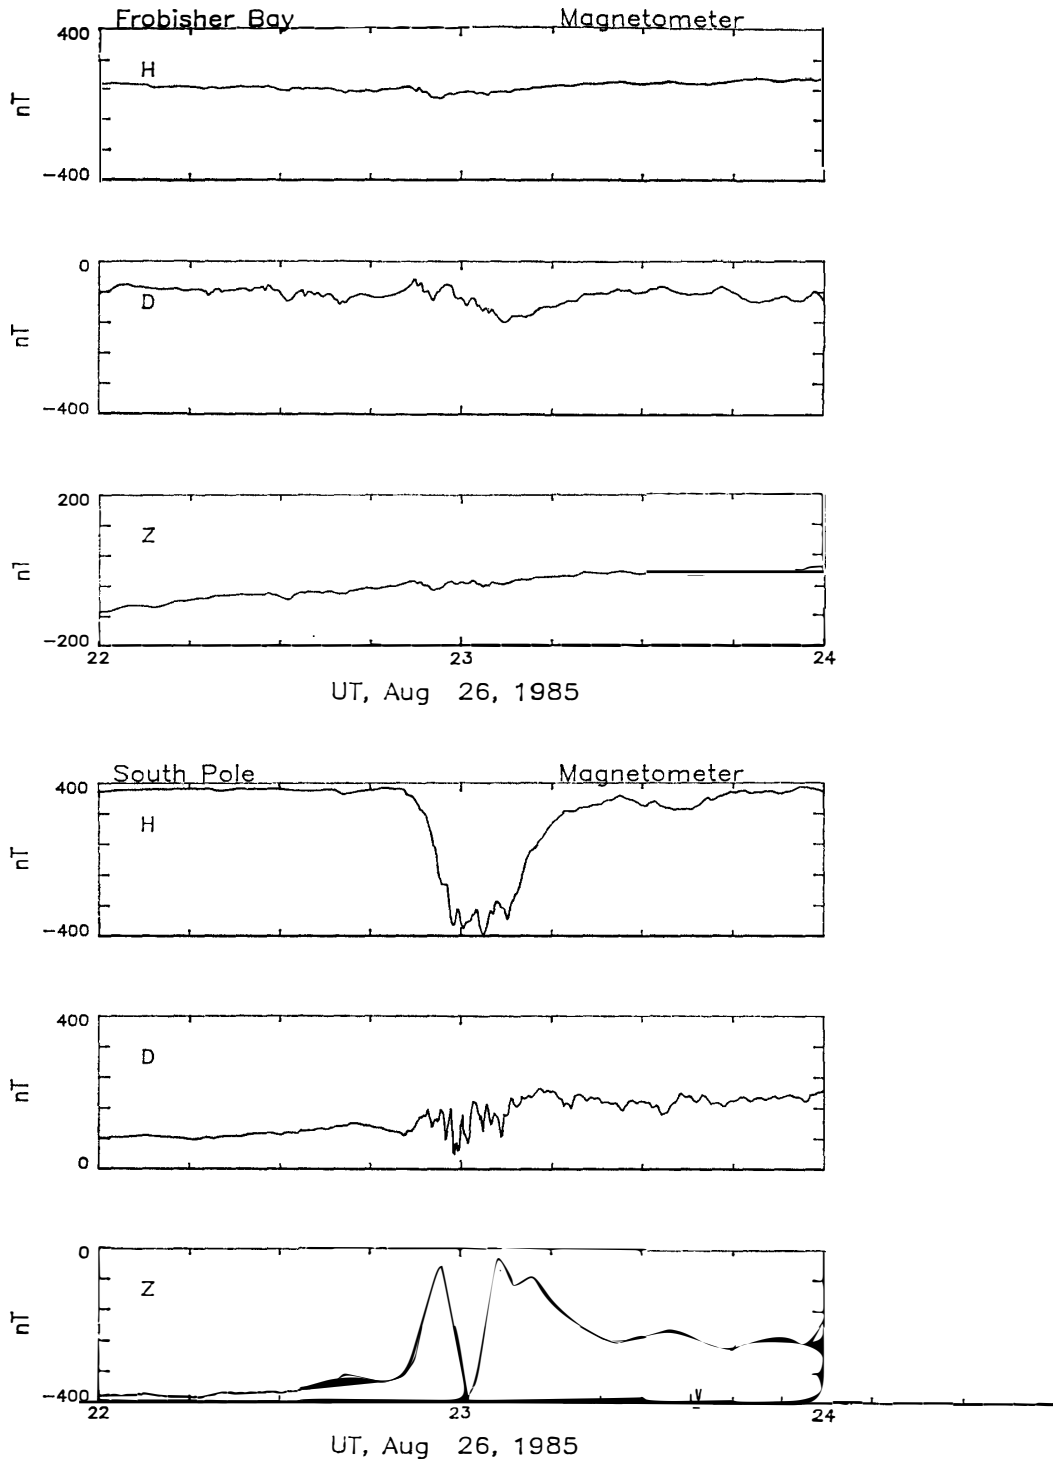 Frobisher Bay Magnetometer
400
H
nT
-400
0
D
nT
-400
200
Z
nT
-200
22 23 24
UT, Aug 26, 1985
South Pole Magnetometer
400
H
nT
-400
400
D
nT
0
0
Z
nT
-400
22 23 24
UT, Aug 26, 1985